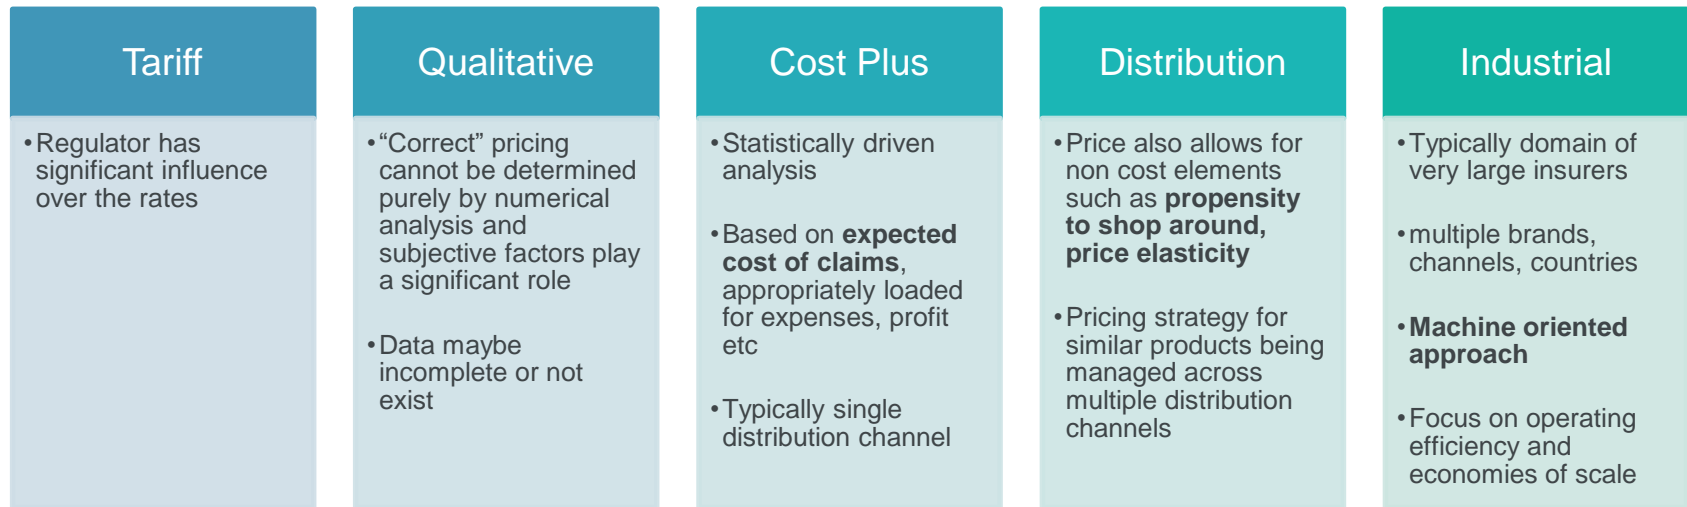 Tariff
•Regulator has
significant influence
over the rates
Qualitative
•“Correct” pricing
cannot be determined
purely by numerical
analysis and
subjective factors play
a significant role
•Data maybe
incomplete or not
exist
Cost Plus
•Statistically driven
analysis
•Based on expected
cost of claims,
appropriately loaded
for expenses, profit
etc
•Typically single
distribution channel
Distribution
•Price also allows for
non cost elements
such as propensity
to shop around,
price elasticity
•Pricing strategy for
similar products being
managed across
multiple distribution
channels
Industrial
•Typically domain of
very large insurers
•multiple brands,
channels, countries
•Machine oriented
approach
•Focus on operating
efficiency and
economies of scale